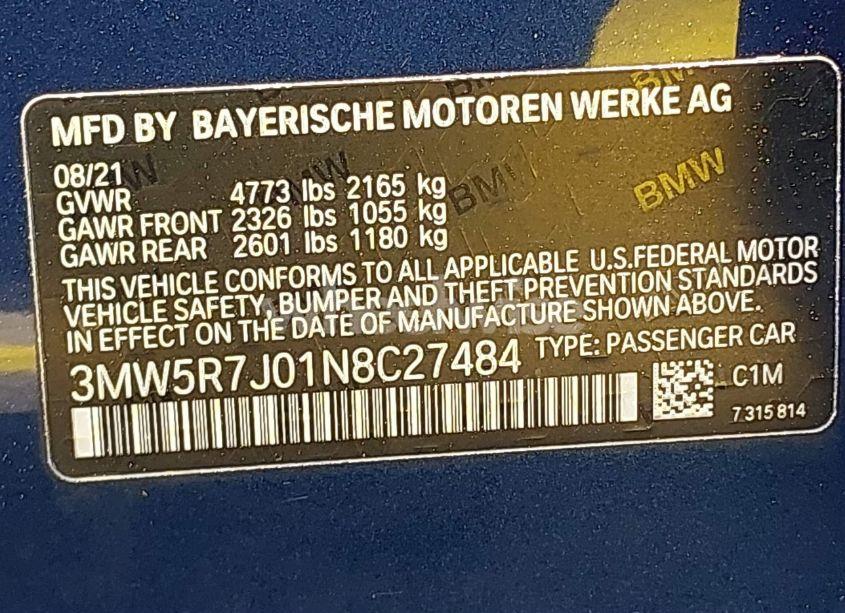 MFD BY BAYERISCHE MOTOREN WERKE AG
08/21
GVWR 4773 lbs 2165 kg
GAWR FRONT 2326 lbs 1055 kg
GAWR REAR 2601 lbs 1180 kg
THIS VEHICLE CONFORMS TO ALL APPLICABLE U.S.FEDERAL MOTOR
VEHICLE SAFETY, BUMPER AND THEFT PREVENTION STANDARDS
IN EFFECT ON THE DATE OF MANUFACTURE SHOWN ABOVE.
3MW5R7J01N8C27484 TYPE: PASSENGER CAR
C1M
7 315 814
BMW
BMW
BMW
BMW